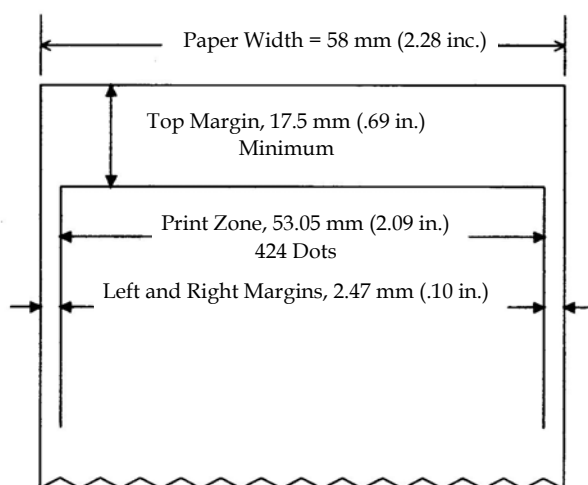 Paper Width = 58 mm (2.28 inc.)
Top Margin, 17.5 mm (.69 in.)
Minimum
Print Zone, 53.05 mm (2.09 in.)
424 Dots
Left and Right Margins, 2.47 mm (.10 in.)